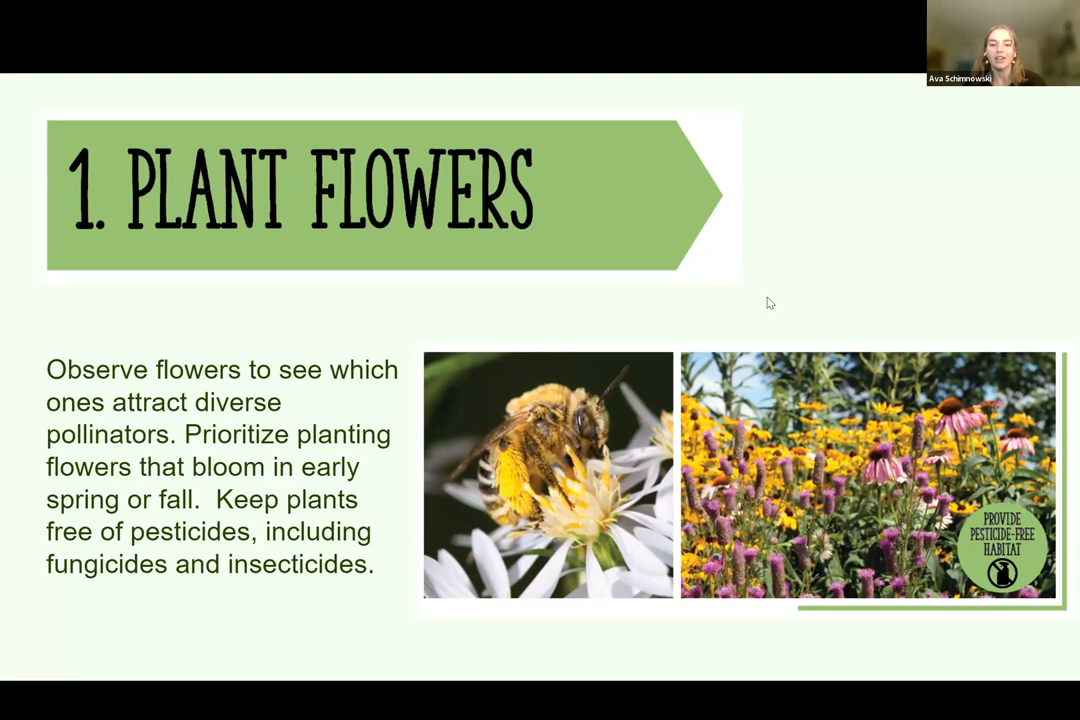 Ava Schimnowski
1. PLANT FLOWERS
Observe flowers to see which
ones attract diverse
pollinators. Prioritize planting
flowers that bloom in early
spring or fall.  Keep plants
free of pesticides, including
fungicides and insecticides.
PROVIDE
PESTICIDE-FREE
HABITAT